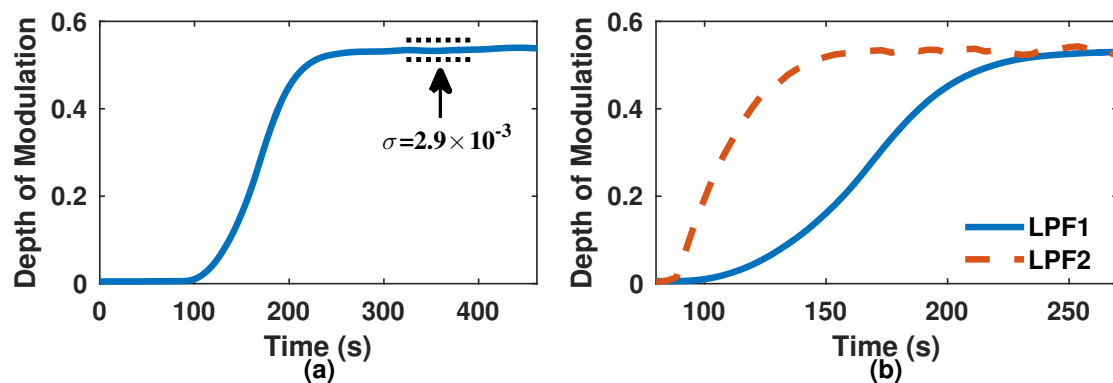 Depth of Modulation
0.6
0.4
0.2
0
σ=2.9×10-3
0 100 200 300 400
Time (s)
(a)
Depth of Modulation
0.6
0.4
0.2
0
LPF1
LPF2
100 150 200 250
Time (s)
(b)